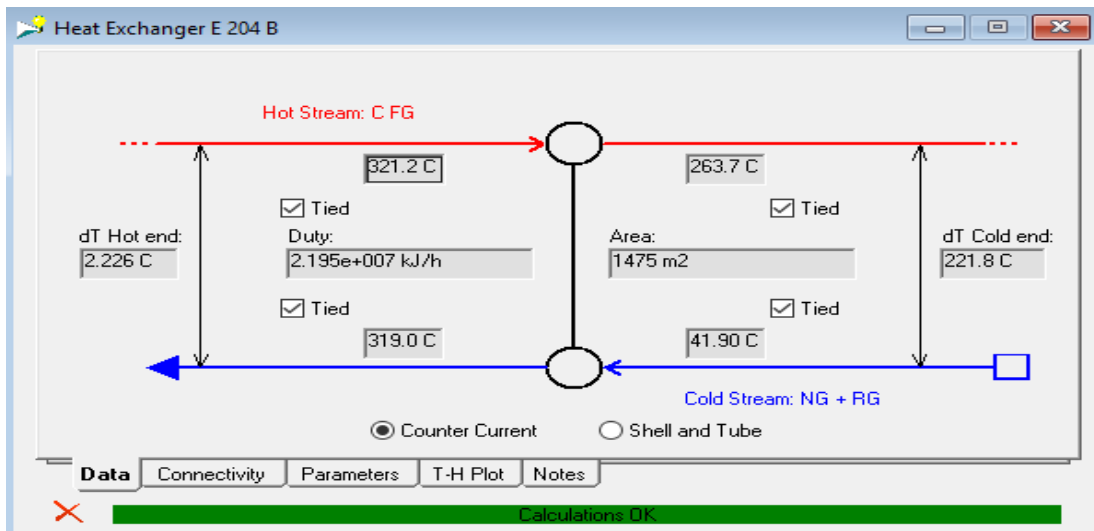 Heat Exchanger E 204 B
Hot Stream: C FG
321.2 C
263.7 C
Tied
Tied
dT Hot end:
Duty:
Area:
dT Cold end:
2.226 C
2.195e+007 kJ/h
1475 m2
221.8 C
Tied
Tied
319.0 C
41.90 C
Cold Stream: NG + RG
Counter Current
Shell and Tube
Data
Connectivity
Parameters
T-H Plot
Notes
Calculations OK